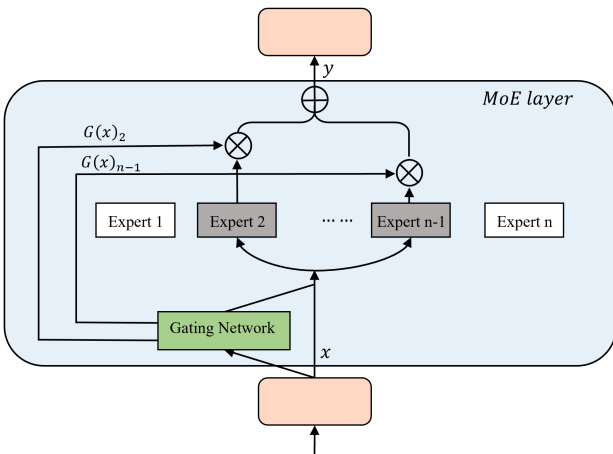 y
MoE layer
G(x)₂
G(x)ₙ₋₁
Expert 1
Expert 2
... ...
Expert n-1
Expert n
Gating Network
x